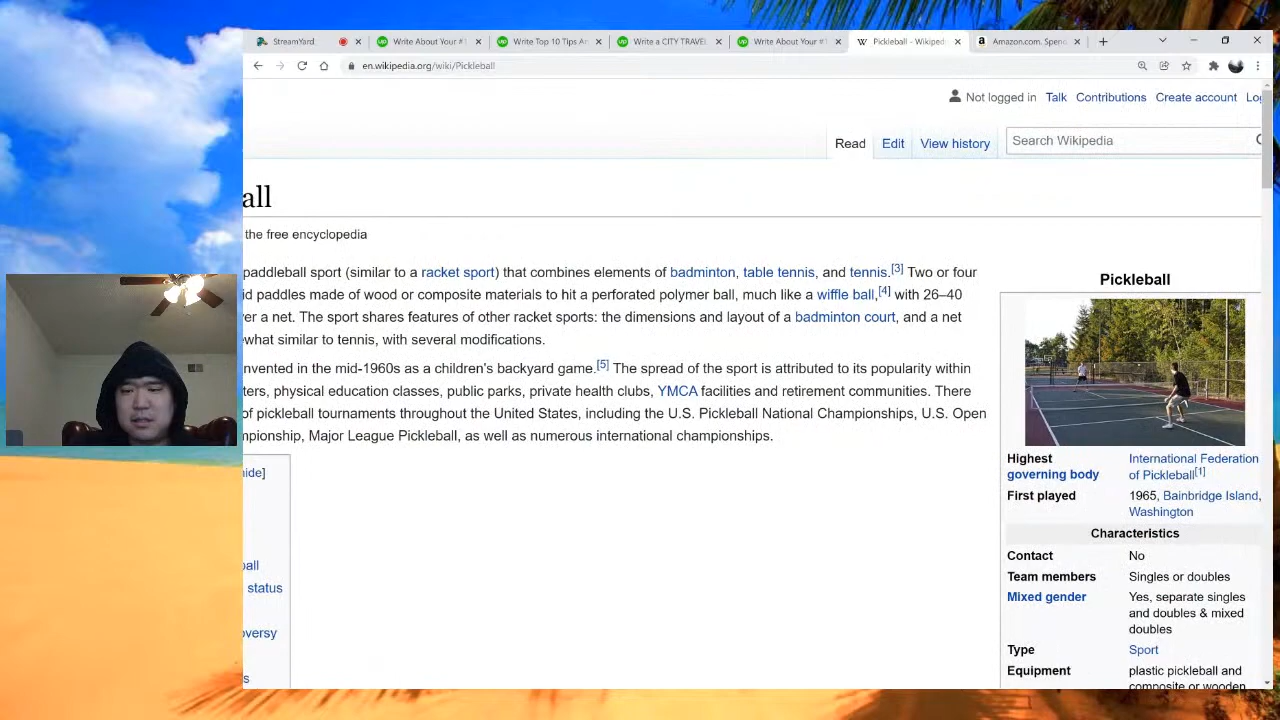 StreamYard
Write About Your #1
Write Top 10 Tips Ar
Write a CITY TRAVEL
Write About Your #1
Pickleball - Wikiped
Amazon.com. Spend
en.wikipedia.org/wiki/Pickleball
Not logged in Talk Contributions Create account Log
Read Edit View history
Search Wikipedia
all
the free encyclopedia
paddleball sport (similar to a racket sport) that combines elements of badminton, table tennis, and tennis.[3] Two or four
id paddles made of wood or composite materials to hit a perforated polymer ball, much like a wiffle ball,[4] with 26–40
er a net. The sport shares features of other racket sports: the dimensions and layout of a badminton court, and a net
what similar to tennis, with several modifications.
nvented in the mid-1960s as a children's backyard game.[5] The spread of the sport is attributed to its popularity within
ters, physical education classes, public parks, private health clubs, YMCA facilities and retirement communities. There
of pickleball tournaments throughout the United States, including the U.S. Pickleball National Championships, U.S. Open
mpionship, Major League Pickleball, as well as numerous international championships.
ide]
all
status
oversy
s
Pickleball
Highest governing body International Federation of Pickleball[1]
First played 1965, Bainbridge Island, Washington
Characteristics
Contact No
Team members Singles or doubles
Mixed gender Yes, separate singles and doubles & mixed doubles
Type Sport
Equipment plastic pickleball and
composite or wooden